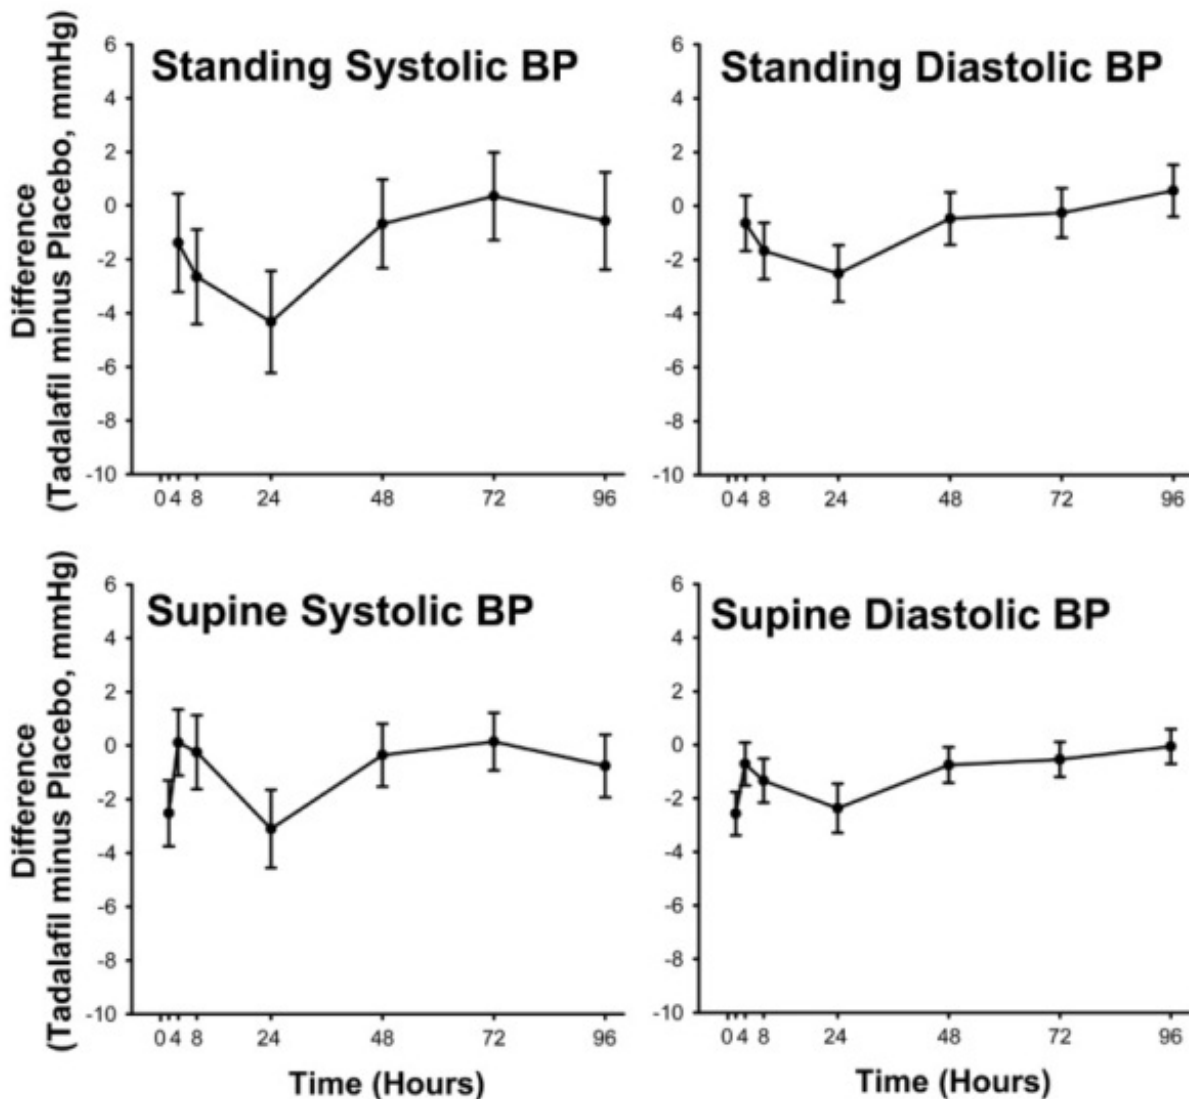 Standing Systolic BP
Difference
(Tadalafil minus Placebo, mmHg)
6
4
2
0
-2
-4
-6
-8
-10
0 4 8 24 48 72 96
Standing Diastolic BP
6
4
2
0
-2
-4
-6
-8
-10
0 4 8 24 48 72 96
Supine Systolic BP
Difference
(Tadalafil minus Placebo, mmHg)
6
4
2
0
-2
-4
-6
-8
-10
0 4 8 24 48 72 96
Time (Hours)
Supine Diastolic BP
6
4
2
0
-2
-4
-6
-8
-10
0 4 8 24 48 72 96
Time (Hours)